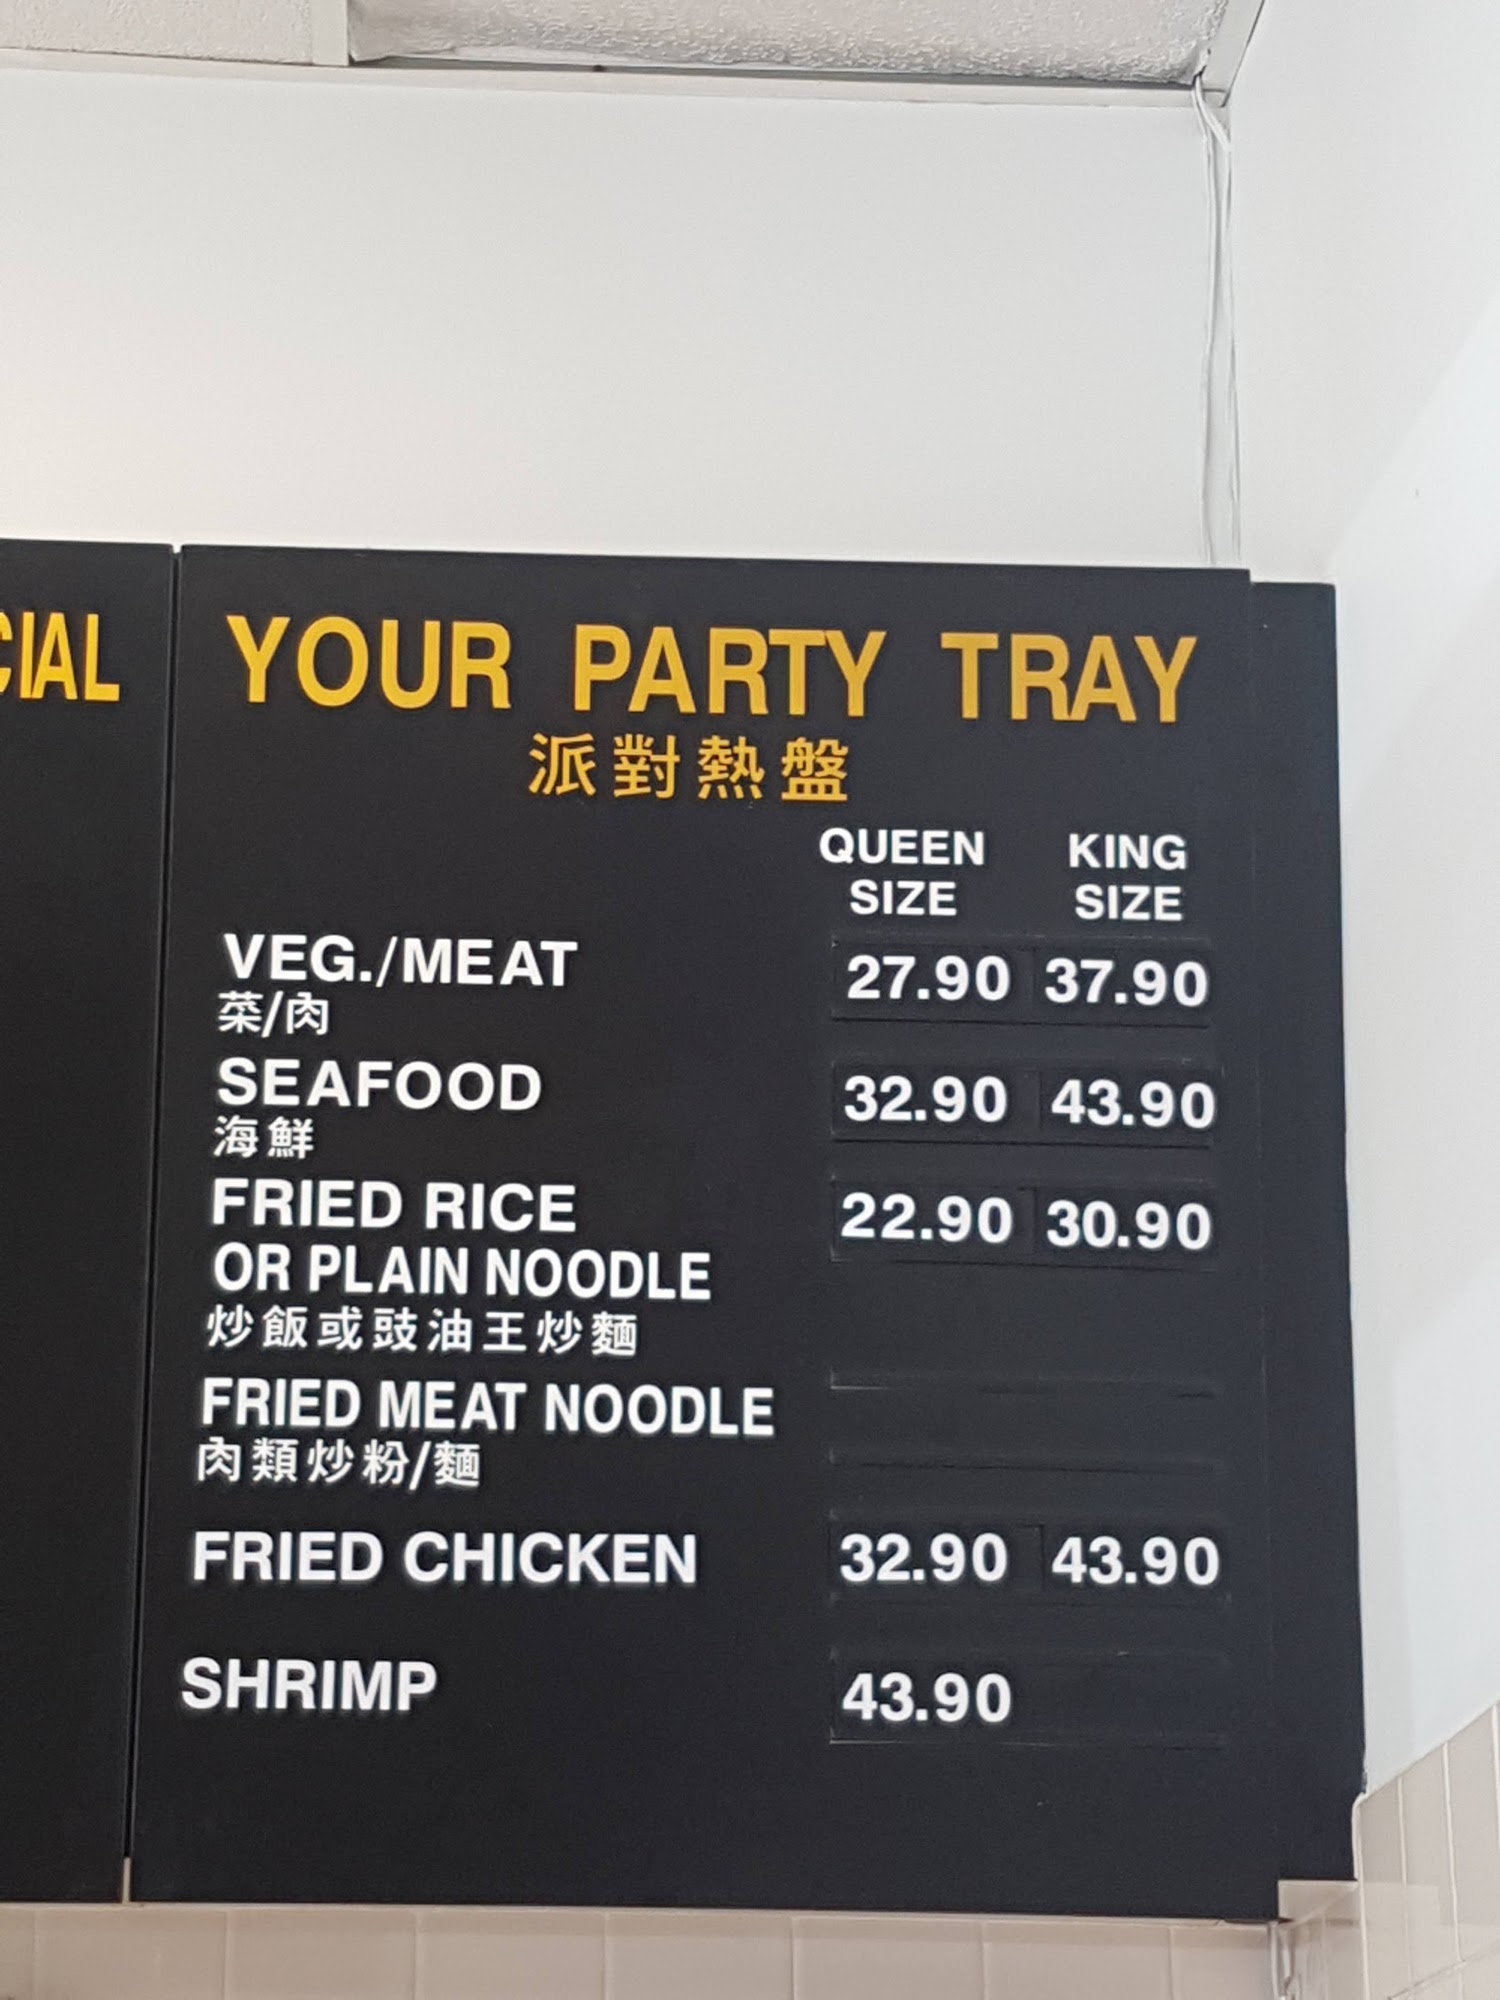 CIAL
YOUR PARTY TRAY
派對熱盤
QUEEN SIZE KING SIZE
VEG./MEAT 27.90 37.90
菜/肉
SEAFOOD 32.90 43.90
海鮮
FRIED RICE 22.90 30.90
OR PLAIN NOODLE
炒飯或豉油王炒麵
FRIED MEAT NOODLE
肉類炒粉/麵
FRIED CHICKEN 32.90 43.90
SHRIMP 43.90